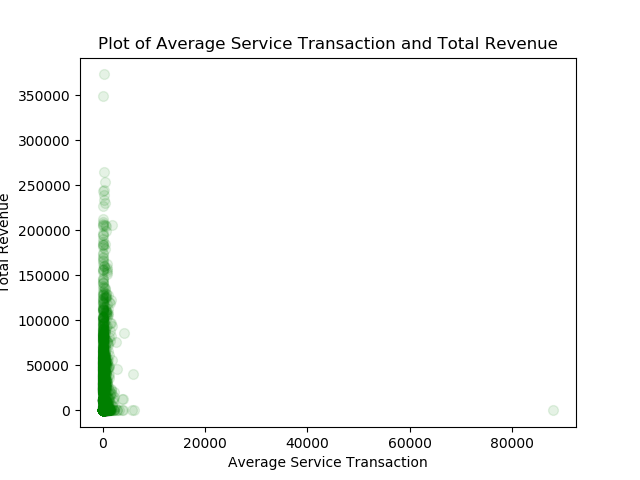 Plot of Average Service Transaction and Total Revenue
350000
300000
250000
200000
150000
100000
50000
0
Total Revenue
0 20000 40000 60000 80000
Average Service Transaction